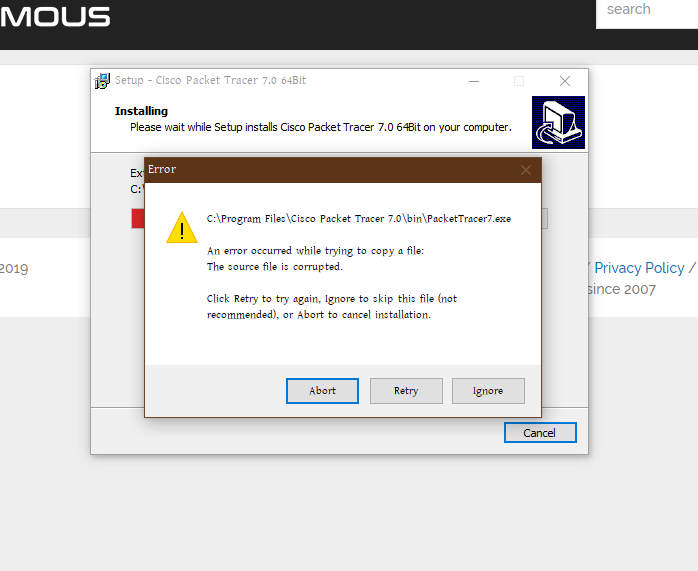 MOUS
search
Setup - Cisco Packet Tracer 7.0 64Bit
Installing
Please wait while Setup installs Cisco Packet Tracer 7.0 64Bit on your computer.
Error
C:\Program Files\Cisco Packet Tracer 7.0\bin\PacketTracer7.exe
An error occurred while trying to copy a file:
The source file is corrupted.
Click Retry to try again, Ignore to skip this file (not
recommended), or Abort to cancel installation.
Abort
Retry
Ignore
Cancel
2019
/ Privacy Policy /
since 2007